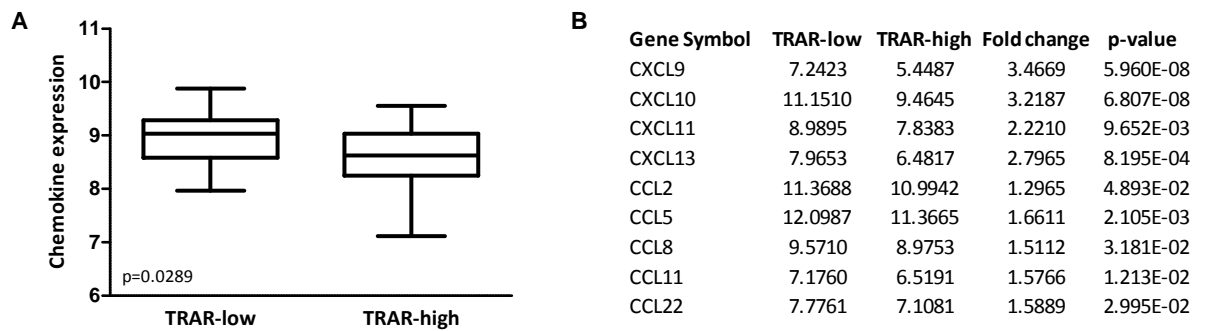 A
Chemokine expression
11
10
9
8
7
6
p=0.0289
TRAR-low TRAR-high
B
Gene Symbol TRAR-low TRAR-high Fold change p-value
CXCL9 7.2423 5.4487 3.4669 5.960E-08
CXCL10 11.1510 9.4645 3.2187 6.807E-08
CXCL11 8.9895 7.8383 2.2210 9.652E-03
CXCL13 7.9653 6.4817 2.7965 8.195E-04
CCL2 11.3688 10.9942 1.2965 4.893E-02
CCL5 12.0987 11.3665 1.6611 2.105E-03
CCL8 9.5710 8.9753 1.5112 3.181E-02
CCL11 7.1760 6.5191 1.5766 1.213E-02
CCL22 7.7761 7.1081 1.5889 2.995E-02